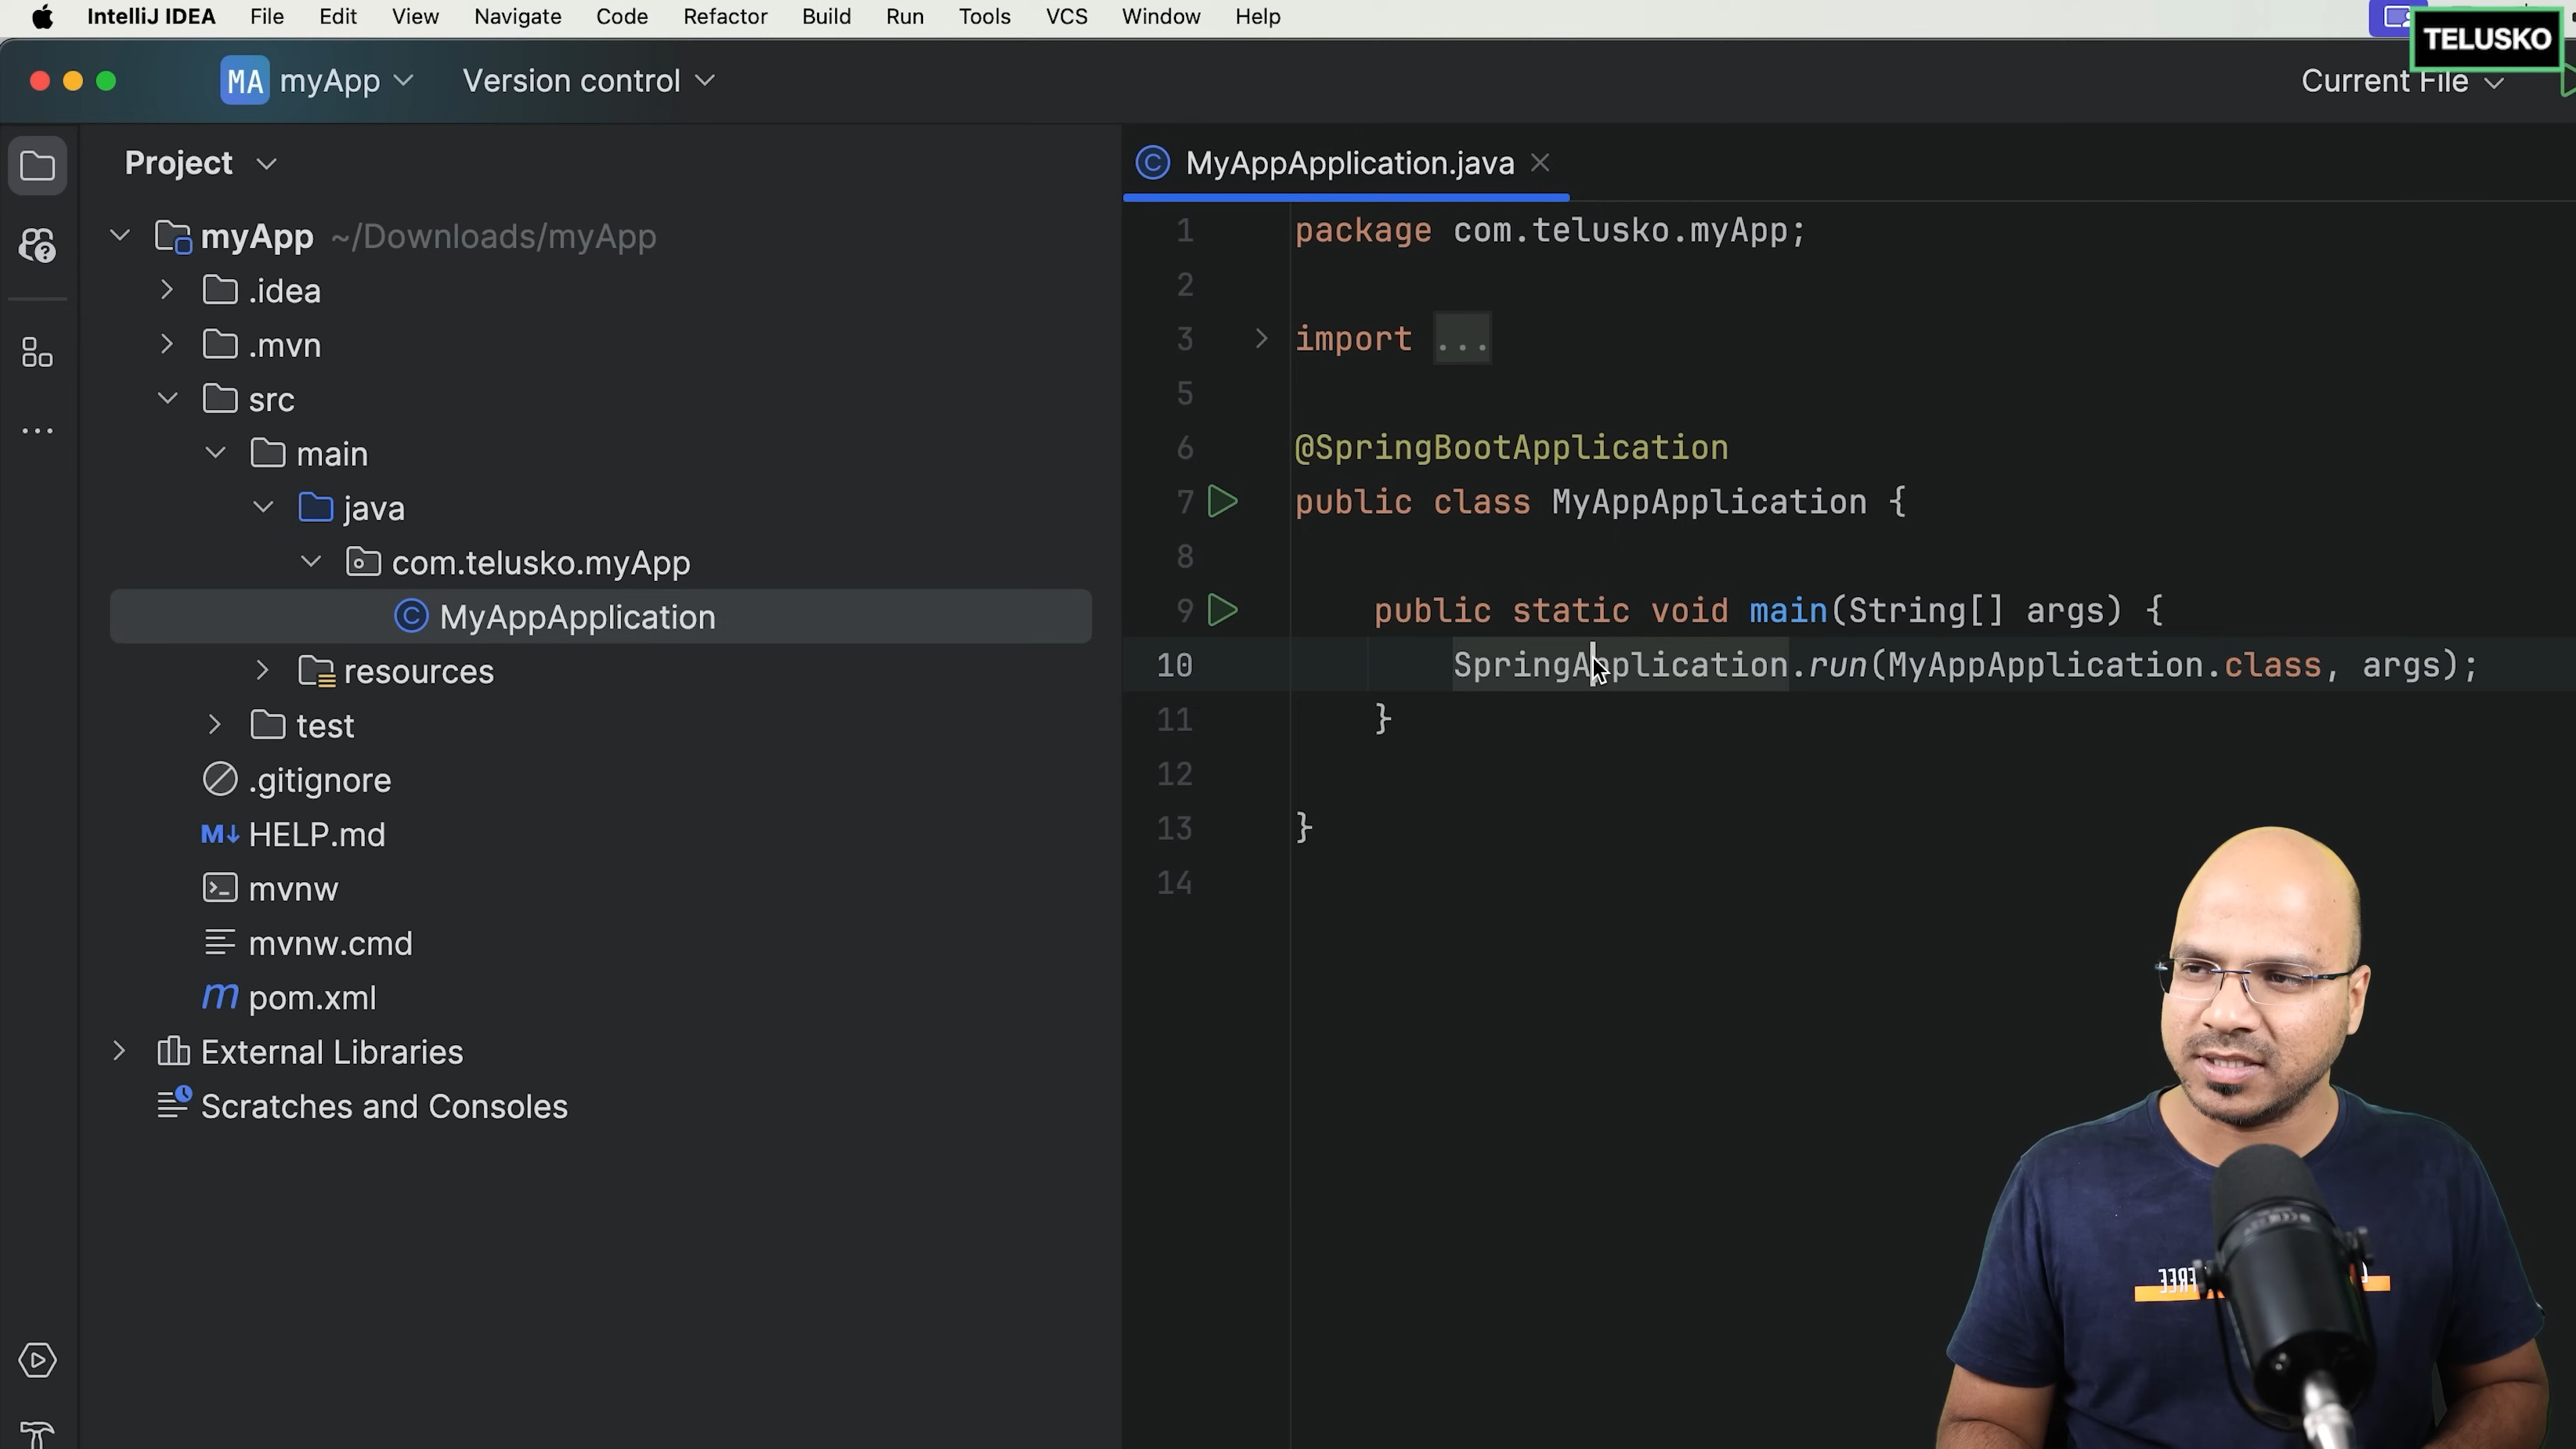 IntelliJ IDEA File Edit View Navigate Code Refactor Build Run Tools VCS Window Help
TELUSKO
MA myApp Version control Current File
Project
myApp ~/Downloads/myApp
.idea
.mvn
src
main
java
com.telusko.myApp
MyAppApplication
resources
test
.gitignore
M↓ HELP.md
mvnw
mvnw.cmd
m pom.xml
External Libraries
Scratches and Consoles
MyAppApplication.java
1 package com.telusko.myApp;
2
3 import ...
5
6 @SpringBootApplication
7 public class MyAppApplication {
8
9 public static void main(String[] args) {
10 SpringApplication.run(MyAppApplication.class, args);
11 }
12
13 }
14